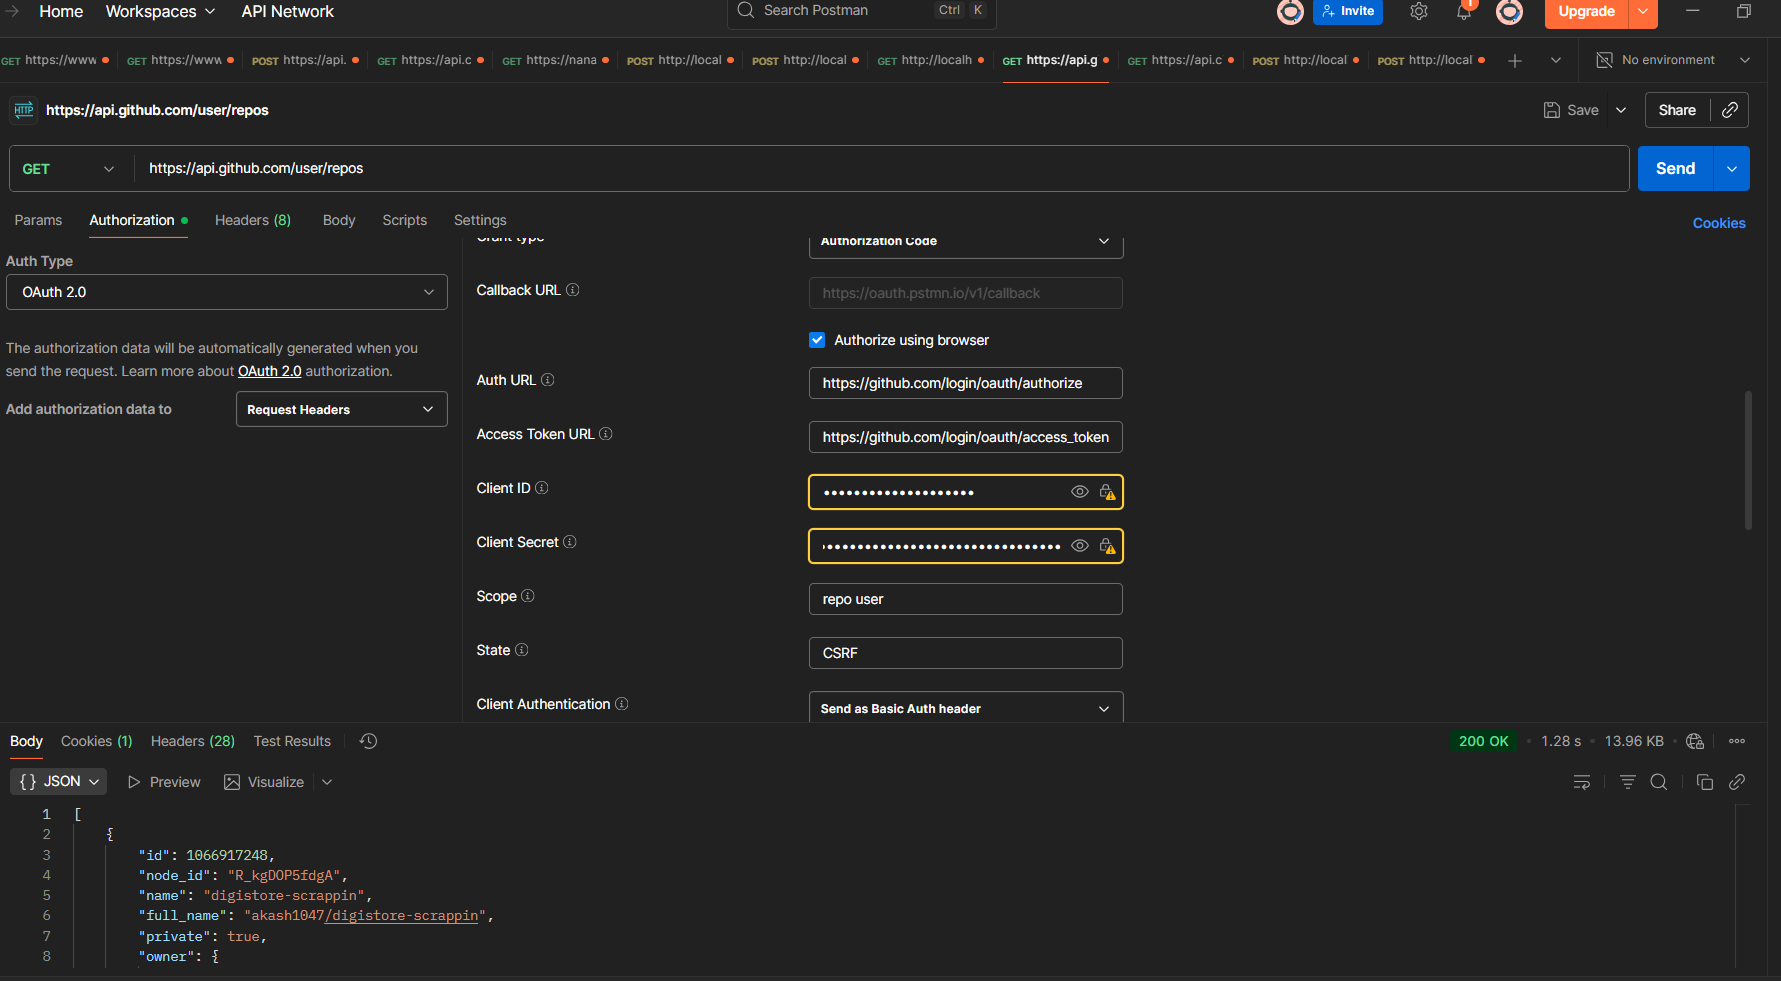 Home Workspaces API Network Search Postman Ctrl K Invite 1 Upgrade
GET https://www GET https://www POST https://api. GET https://api.c GET https://nana POST http://local POST http://local GET http://localh GET https://api.g GET https://api.c POST http://local POST http://local No environment
HTTP https://api.github.com/user/repos Save Share
GET https://api.github.com/user/repos Send
Params Authorization Headers (8) Body Scripts Settings Cookies
Grant type Authorization Code
Auth Type
OAuth 2.0
Callback URL https://oauth.pstmn.io/v1/callback
Authorize using browser
The authorization data will be automatically generated when you
send the request. Learn more about OAuth 2.0 authorization.
Add authorization data to Request Headers
Auth URL https://github.com/login/oauth/authorize
Access Token URL https://github.com/login/oauth/access_token
Client ID
Client Secret
Scope repo user
State CSRF
Client Authentication Send as Basic Auth header
Body Cookies (1) Headers (28) Test Results 200 OK 1.28 s 13.96 KB
{} JSON Preview Visualize
1 [
2 {
3 "id": 1066917248,
4 "node_id": "R_kgDOP5fdgA",
5 "name": "digistore-scrappin",
6 "full_name": "akash1047/digistore-scrappin",
7 "private": true,
8 "owner": {